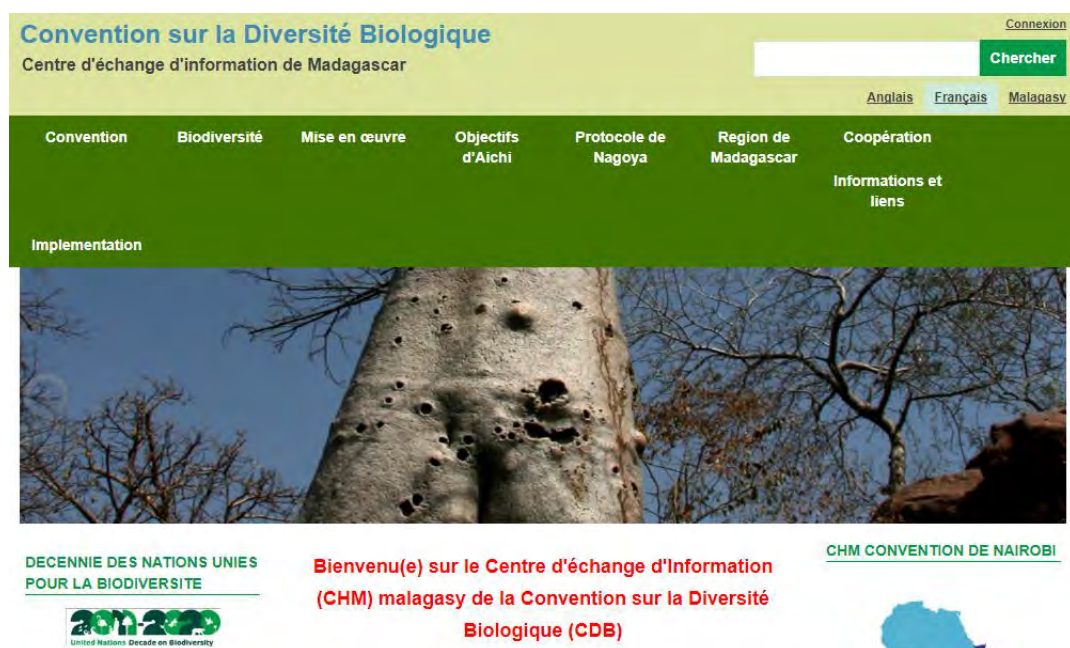 Convention sur la Diversité Biologique
Centre d'échange d'information de Madagascar
Connexion
Chercher
Anglais Français Malagasy
Convention Biodiversité Mise en œuvre Objectifs d'Aichi Protocole de Nagoya Region de Madagascar Coopération
Informations et liens
Implementation
DECENNIE DES NATIONS UNIES
POUR LA BIODIVERSITE
2011-2020
United Nations Decade on Biodiversity
Bienvenu(e) sur le Centre d'échange d'Information
(CHM) malagasy de la Convention sur la Diversité
Biologique (CDB)
CHM CONVENTION DE NAIROBI